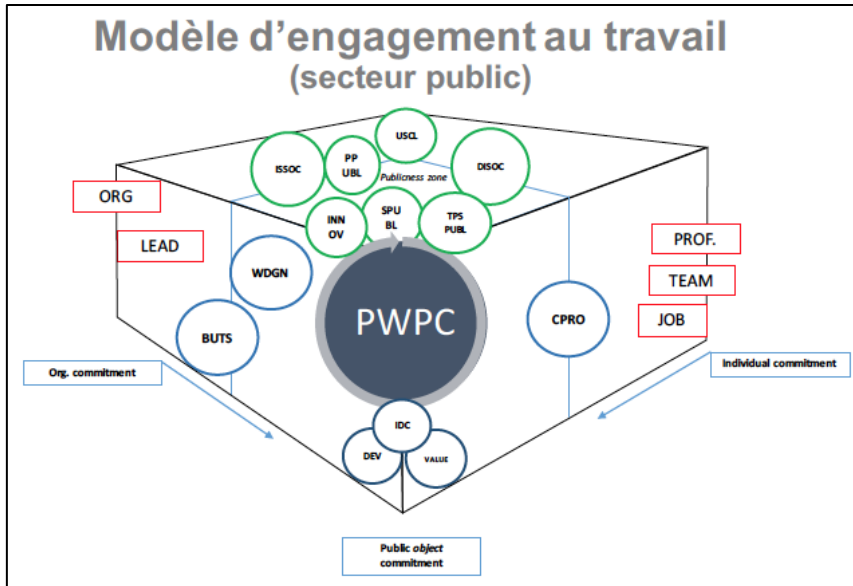 Modèle d'engagement au travail
(secteur public)
USCL
ISSOC
PP
UBL
DISOC
Publicness zone
ORG
INN
OV
SPU
BL
TPS
PUBL
LEAD
PROF.
WDGN
TEAM
PWPC
CPRO
JOB
BUTS
Org. commitment
Individual commitment
IDC
DEV
VALUE
Public object
commitment